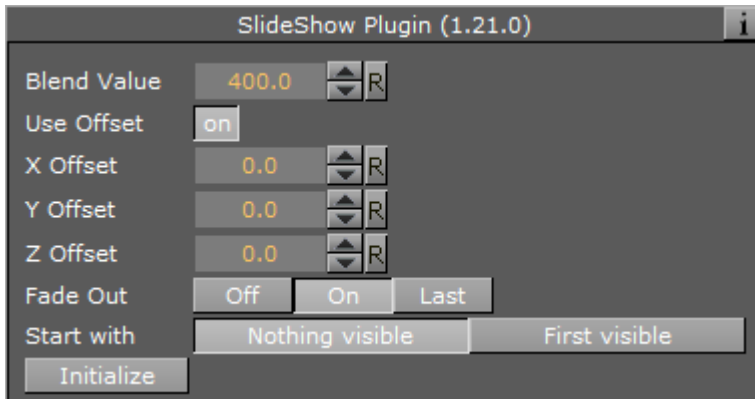 SlideShow Plugin (1.21.0) i
Blend Value 400.0 R
Use Offset on
X Offset 0.0 R
Y Offset 0.0 R
Z Offset 0.0 R
Fade Out Off On Last
Start with Nothing visible First visible
Initialize